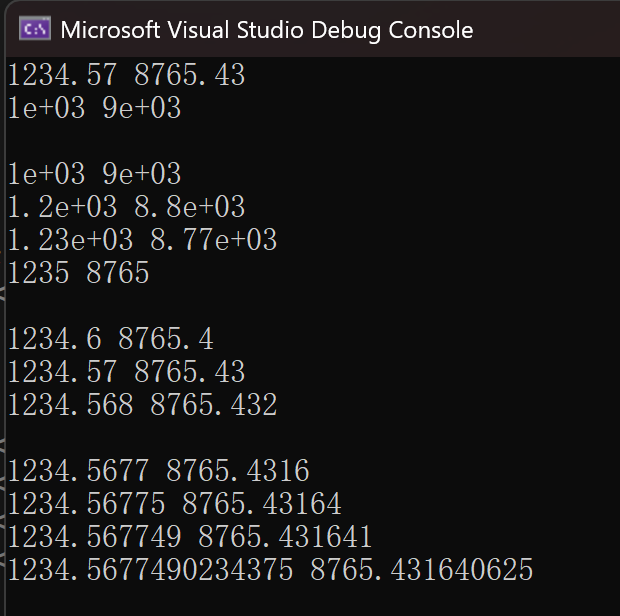 Microsoft Visual Studio Debug Console
1234.57 8765.43
1e+03 9e+03
1e+03 9e+03
1.2e+03 8.8e+03
1.23e+03 8.77e+03
1235 8765
1234.6 8765.4
1234.57 8765.43
1234.568 8765.432
1234.5677 8765.4316
1234.56775 8765.43164
1234.567749 8765.431641
1234.5677490234375 8765.431640625